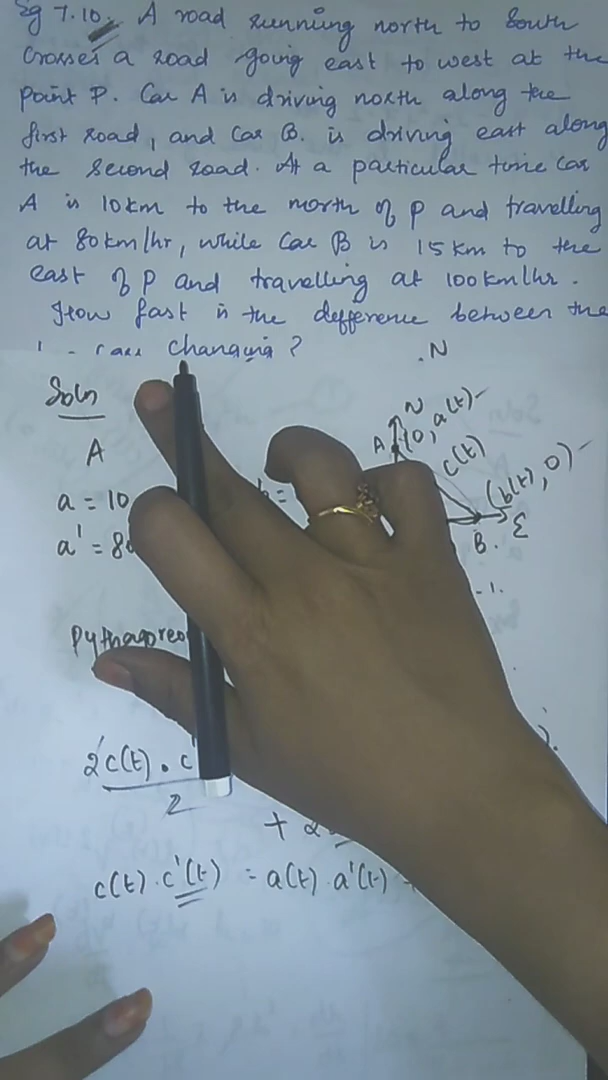 Eg 7.10. A road running north to South
Crosses a road going east to west at the
point P. Car A is driving north along the
first road, and Car B. is driving east along
the second road. At a particular time Car
A is 10km to the north of P and travelling
at 80km/hr, while Car B is 15km to the
east of P and travelling at 100km/hr.
How fast is the difference between the
changing?
.N
Soln
N
A (0, a(t))
c(t)
(b(t), 0)
B. E
A
a = 10
a' = 80
- 1.
2c(t) . c'
2
+ 2
c(t) . c'(t) = a(t) . a'(t)